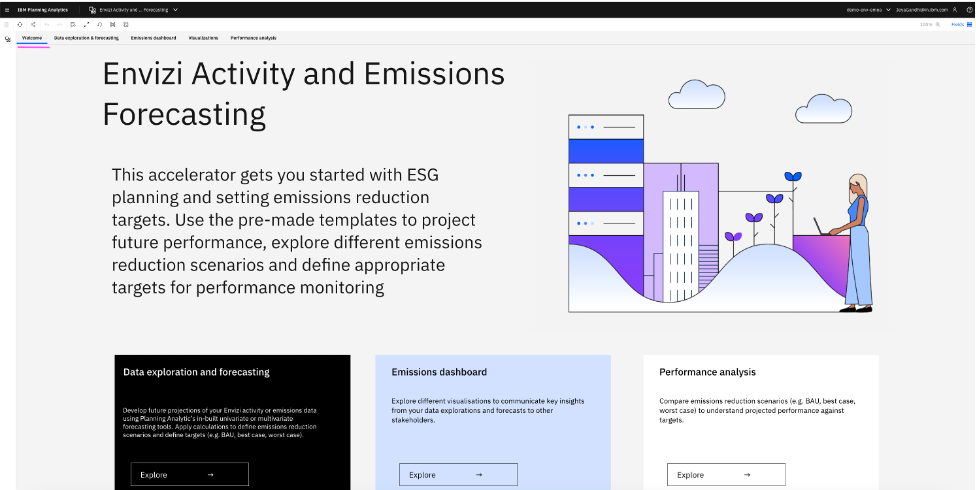 IBM Planning Analytics
Envizi Activity and ... Forecasting
Fields
Welcome
Data exploration & forecasting
Emissions dashboard
Visualizations
Performance analysis
Envizi Activity and Emissions
Forecasting
This accelerator gets you started with ESG
planning and setting emissions reduction
targets. Use the pre-made templates to project
future performance, explore different emissions
reduction scenarios and define appropriate
targets for performance monitoring
Data exploration and forecasting
Develop future projections of your Envizi activity or emissions data
using Planning Analytic's in-built univariate or multivariate
forecasting tools. Apply calculations to define emissions reduction
scenarios and define targets (e.g. BAU, best case, worst case).
Explore
Emissions dashboard
Explore different visualisations to communicate key insights
from your data explorations and forecasts to other
stakeholders.
Explore
Performance analysis
Compare emissions reduction scenarios (e.g. BAU, best case,
worst case) to understand projected performance against
targets.
Explore